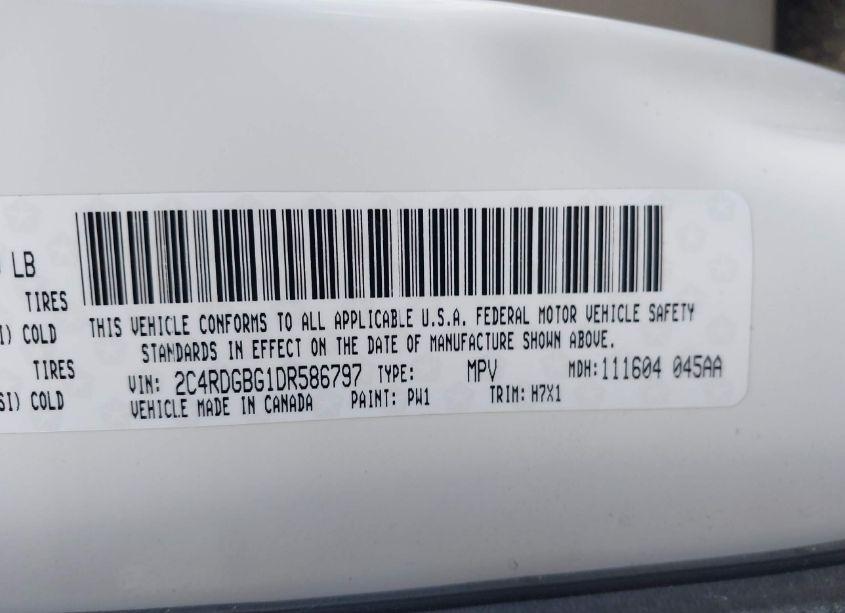 LB
TIRES
COLD
TIRES
COLD
THIS VEHICLE CONFORMS TO ALL APPLICABLE U.S.A. FEDERAL MOTOR VEHICLE SAFETY
STANDARDS IN EFFECT ON THE DATE OF MANUFACTURE SHOWN ABOVE.
VIN: 2C4RDGBG1DR586797 TYPE: MPV MDH: 111604 045AA
VEHICLE MADE IN CANADA PAINT: PW1 TRIM: H7X1